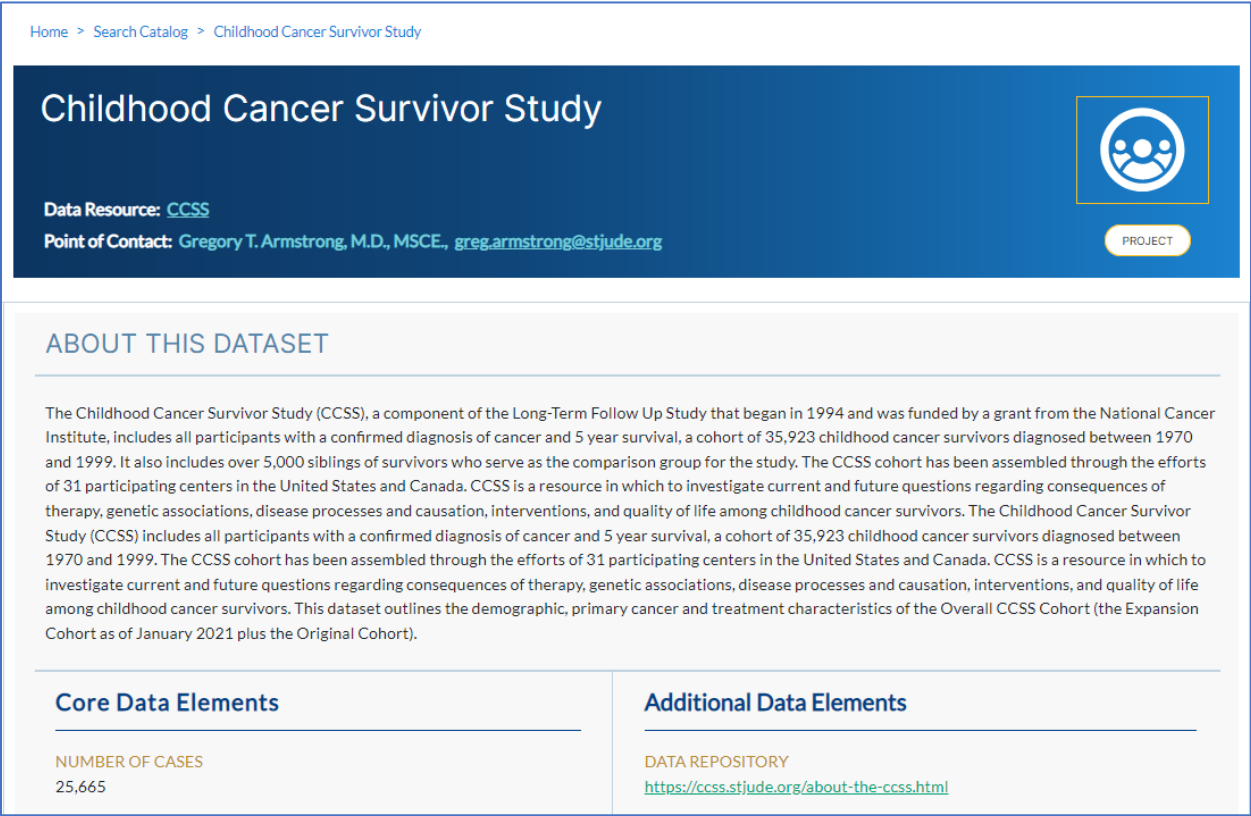 Home > Search Catalog > Childhood Cancer Survivor Study
Childhood Cancer Survivor Study
Data Resource: CCSS
Point of Contact: Gregory T. Armstrong, M.D., MSCE., greg.armstrong@stjude.org
PROJECT
ABOUT THIS DATASET
The Childhood Cancer Survivor Study (CCSS), a component of the Long-Term Follow Up Study that began in 1994 and was funded by a grant from the National Cancer
Institute, includes all participants with a confirmed diagnosis of cancer and 5 year survival, a cohort of 35,923 childhood cancer survivors diagnosed between 1970
and 1999. It also includes over 5,000 siblings of survivors who serve as the comparison group for the study. The CCSS cohort has been assembled through the efforts
of 31 participating centers in the United States and Canada. CCSS is a resource in which to investigate current and future questions regarding consequences of
therapy, genetic associations, disease processes and causation, interventions, and quality of life among childhood cancer survivors. The Childhood Cancer Survivor
Study (CCSS) includes all participants with a confirmed diagnosis of cancer and 5 year survival, a cohort of 35,923 childhood cancer survivors diagnosed between
1970 and 1999. The CCSS cohort has been assembled through the efforts of 31 participating centers in the United States and Canada. CCSS is a resource in which to
investigate current and future questions regarding consequences of therapy, genetic associations, disease processes and causation, interventions, and quality of life
among childhood cancer survivors. This dataset outlines the demographic, primary cancer and treatment characteristics of the Overall CCSS Cohort (the Expansion
Cohort as of January 2021 plus the Original Cohort).
Core Data Elements
NUMBER OF CASES
25,665
Additional Data Elements
DATA REPOSITORY
https://ccss.stjude.org/about-the-ccss.html